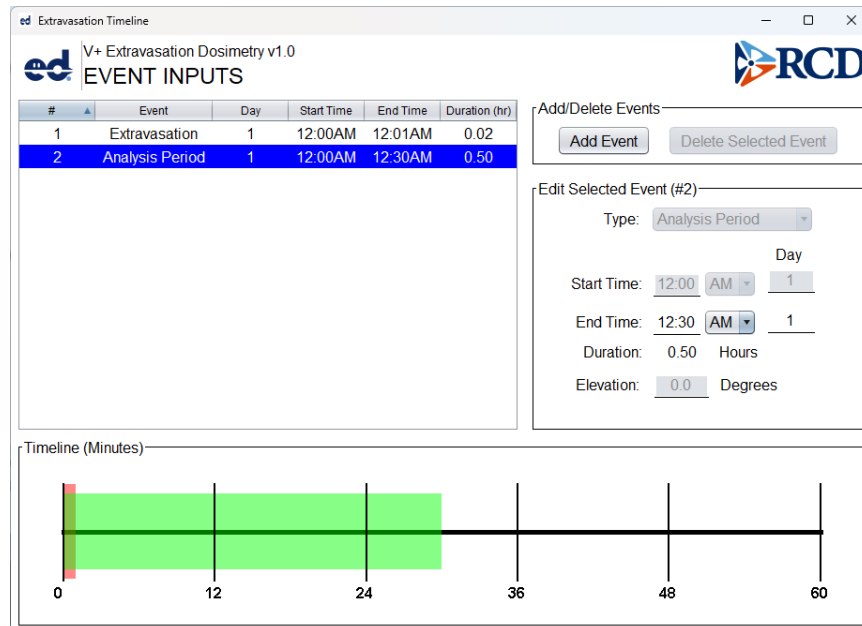 ed Extravasation Timeline
ed V+ Extravasation Dosimetry v1.0
EVENT INPUTS
RCD
# Event Day Start Time End Time Duration (hr)
1 Extravasation 1 12:00AM 12:01AM 0.02
2 Analysis Period 1 12:00AM 12:30AM 0.50
Add/Delete Events
Add Event Delete Selected Event
Edit Selected Event (#2)
Type: Analysis Period
Day
Start Time: 12:00 AM 1
End Time: 12:30 AM 1
Duration: 0.50 Hours
Elevation: 0.0 Degrees
Timeline (Minutes)
0 12 24 36 48 60